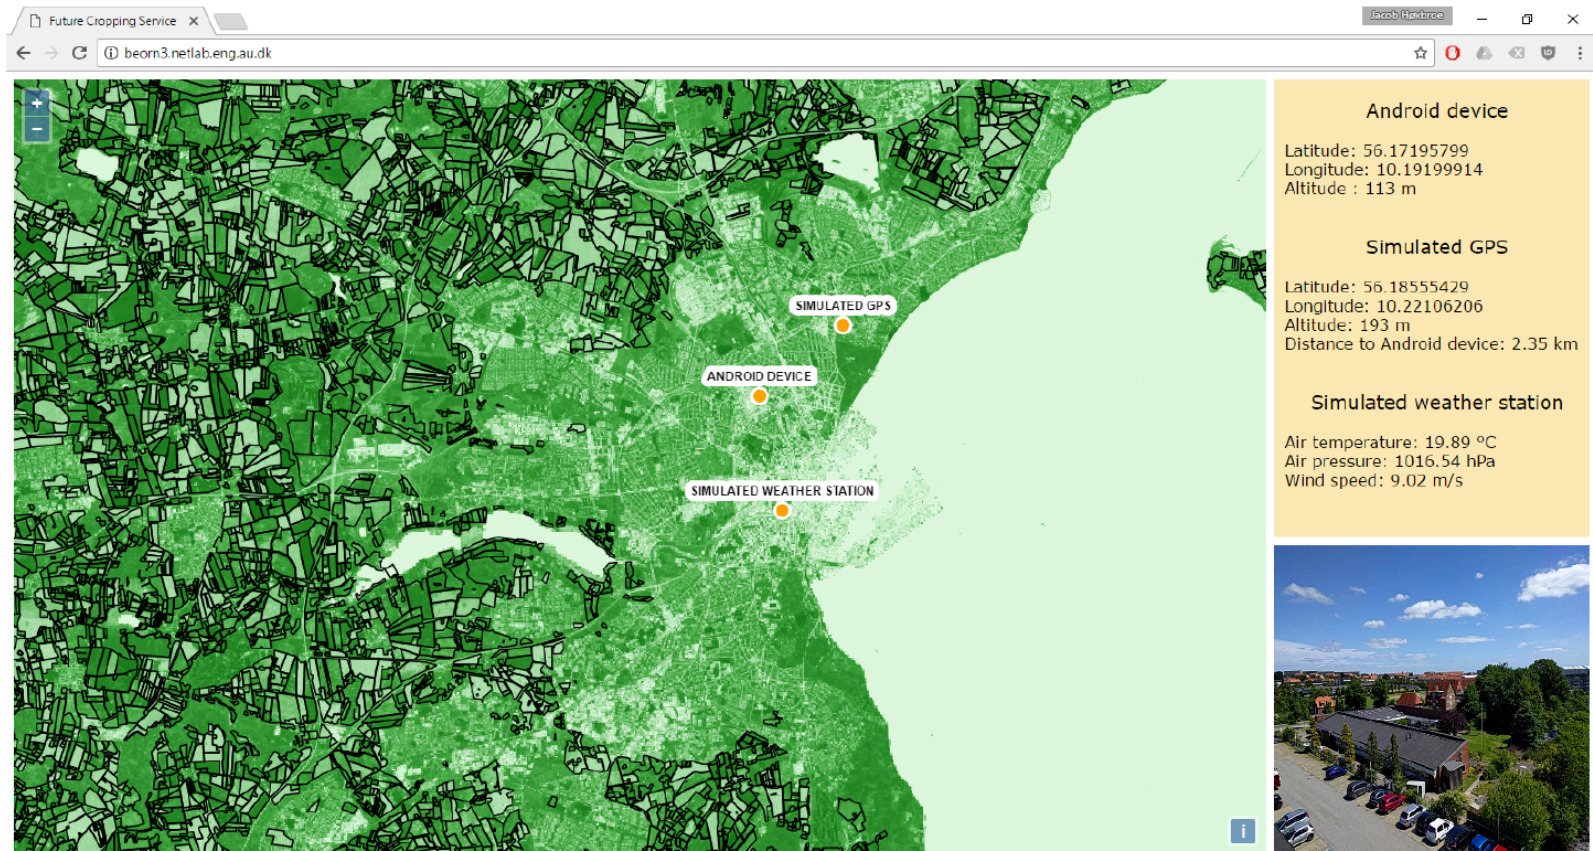 Future Cropping Service
Jacob Høxbroe
beorn3.netlab.eng.au.dk
+
−
SIMULATED GPS
ANDROID DEVICE
SIMULATED WEATHER STATION
i
Android device
Latitude: 56.17195799
Longitude: 10.19199914
Altitude : 113 m
Simulated GPS
Latitude: 56.18555429
Longitude: 10.22106206
Altitude: 193 m
Distance to Android device: 2.35 km
Simulated weather station
Air temperature: 19.89 ºC
Air pressure: 1016.54 hPa
Wind speed: 9.02 m/s